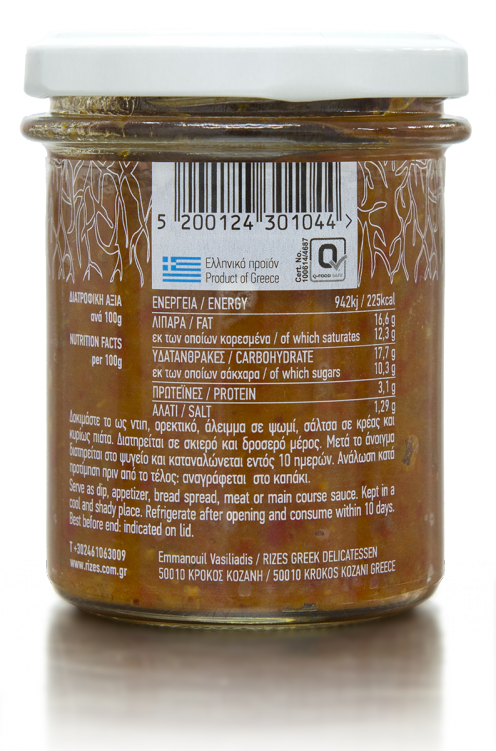 5 200124 301044 >
Ελληνικό προϊόν
Product of Greece
Cert. No.
10061/4687
Q
Q-FOOD SAFE
ΔΙΑΤΡΟΦΙΚΗ ΑΞΙΑ
ανά 100g
NUTRITION FACTS
per 100g
ΕΝΕΡΓΕΙΑ / ENERGY 942kj / 225kcal
ΛΙΠΑΡΑ / FAT 16,6 g
εκ των οποίων κορεσμένα / of which saturates 12,3 g
ΥΔΑΤΑΝΘΡΑΚΕΣ / CARBOHYDRATE 17,7 g
εκ των οποίων σάκχαρα / of which sugars 10,3 g
ΠΡΩΤΕΪΝΕΣ / PROTEIN 3,1 g
ΑΛΑΤΙ / SALT 1,29 g
Δοκιμάστε το ως ντιπ, ορεκτικό, άλειμμα σε ψωμί, σάλτσα σε κρέας και
κυρίως πιάτα. Διατηρείται σε σκιερό και δροσερό μέρος. Μετά το άνοιγμα
διατηρείται στο ψυγείο και καταναλώνεται εντός 10 ημερών. Ανάλωση κατά
προτίμηση πριν από το τέλος: αναγράφεται στο καπάκι.
Serve as dip, appetizer, bread spread, meat or main course sauce. Kept in a
cool and shady place. Refrigerate after opening and consume within 10 days.
Best before end: indicated on lid.
T +302461063009
www.rizes.com.gr
Emmanouil Vasiliadis / RIZES GREEK DELICATESSEN
50010 ΚΡΟΚΟΣ ΚΟΖΑΝΗ / 50010 KROKOS KOZANI GREECE